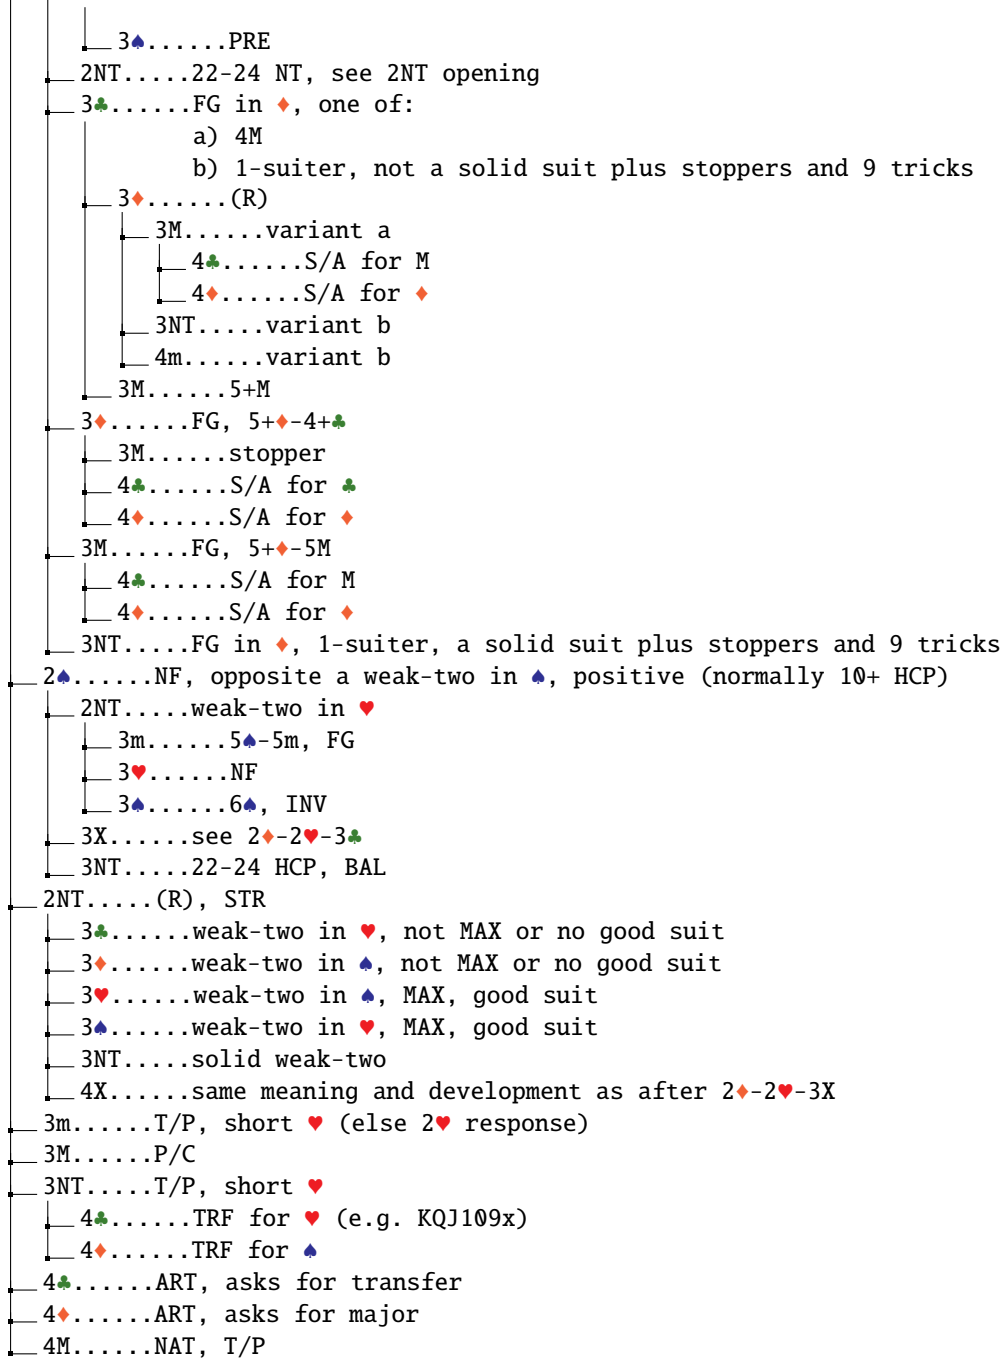 3♠......PRE
2NT.....22-24 NT, see 2NT opening
3♣......FG in ♦, one of:
a) 4M
b) 1-suiter, not a solid suit plus stoppers and 9 tricks
3♦......(R)
3M......variant a
4♣......S/A for M
4♦......S/A for ♦
3NT.....variant b
4m......variant b
3M......5+M
3♦......FG, 5+♦-4+♣
3M......stopper
4♣......S/A for ♣
4♦......S/A for ♦
3M......FG, 5+♦-5M
4♣......S/A for M
4♦......S/A for ♦
3NT.....FG in ♦, 1-suiter, a solid suit plus stoppers and 9 tricks
2♠......NF, opposite a weak-two in ♠, positive (normally 10+ HCP)
2NT.....weak-two in ♥
3m......5♠-5m, FG
3♥......NF
3♠......6♠, INV
3X......see 2♦-2♥-3♣
3NT.....22-24 HCP, BAL
2NT.....(R), STR
3♣......weak-two in ♥, not MAX or no good suit
3♦......weak-two in ♠, not MAX or no good suit
3♥......weak-two in ♠, MAX, good suit
3♠......weak-two in ♥, MAX, good suit
3NT.....solid weak-two
4X......same meaning and development as after 2♦-2♥-3X
3m......T/P, short ♥ (else 2♥ response)
3M......P/C
3NT.....T/P, short ♥
4♣......TRF for ♥ (e.g. KQJ109x)
4♦......TRF for ♠
4♣......ART, asks for transfer
4♦......ART, asks for major
4M......NAT, T/P